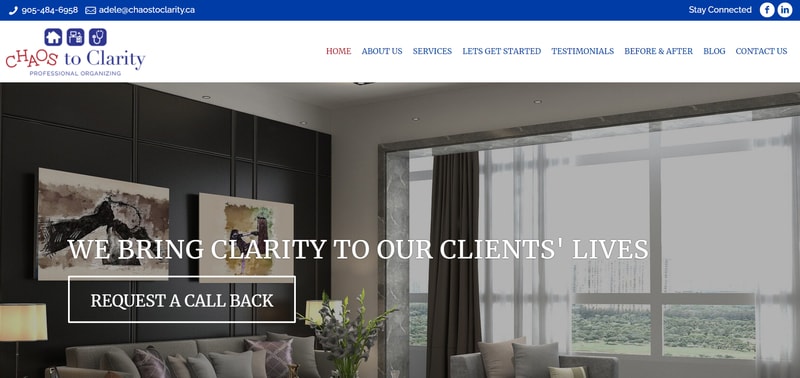 905-484-6958 adele@chaostoclarity.ca Stay Connected
CHAOS to Clarity
PROFESSIONAL ORGANIZING
HOME ABOUT US SERVICES LETS GET STARTED TESTIMONIALS BEFORE & AFTER BLOG CONTACT US
WE BRING CLARITY TO OUR CLIENTS' LIVES
REQUEST A CALL BACK